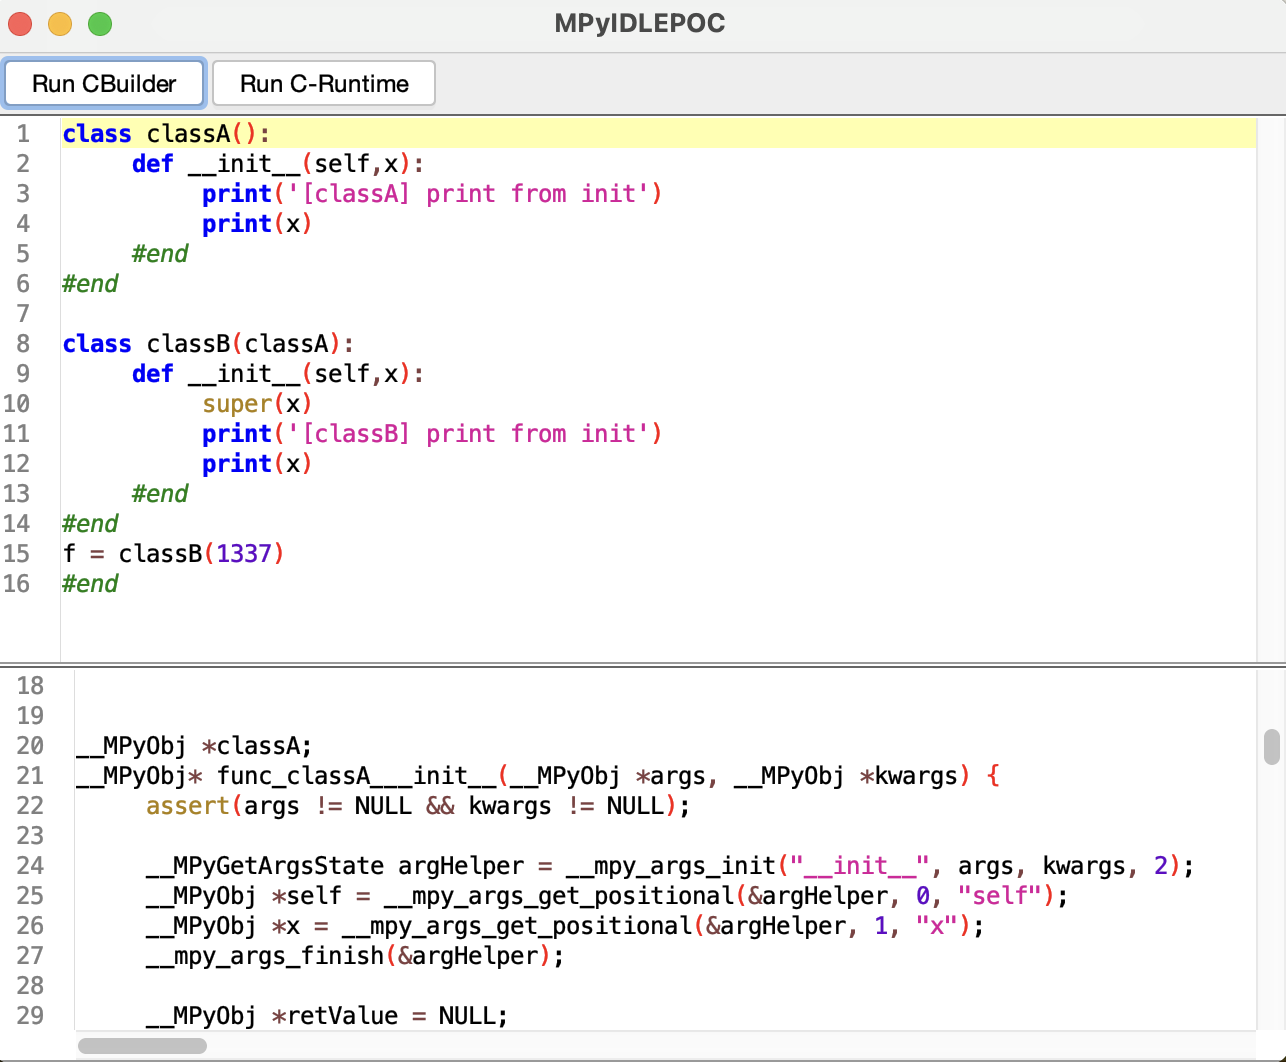 MPyIDLEPOC
Run CBuilder Run C-Runtime
1 class classA():
2 def __init__(self,x):
3 print('[classA] print from init')
4 print(x)
5 #end
6 #end
7
8 class classB(classA):
9 def __init__(self,x):
10 super(x)
11 print('[classB] print from init')
12 print(x)
13 #end
14 #end
15 f = classB(1337)
16 #end
18
19
20 __MPyObj *classA;
21 __MPyObj* func_classA___init__(__MPyObj *args, __MPyObj *kwargs) {
22 assert(args != NULL && kwargs != NULL);
23
24 __MPyGetArgsState argHelper = __mpy_args_init("__init__", args, kwargs, 2);
25 __MPyObj *self = __mpy_args_get_positional(&argHelper, 0, "self");
26 __MPyObj *x = __mpy_args_get_positional(&argHelper, 1, "x");
27 __mpy_args_finish(&argHelper);
28
29 __MPyObj *retValue = NULL;